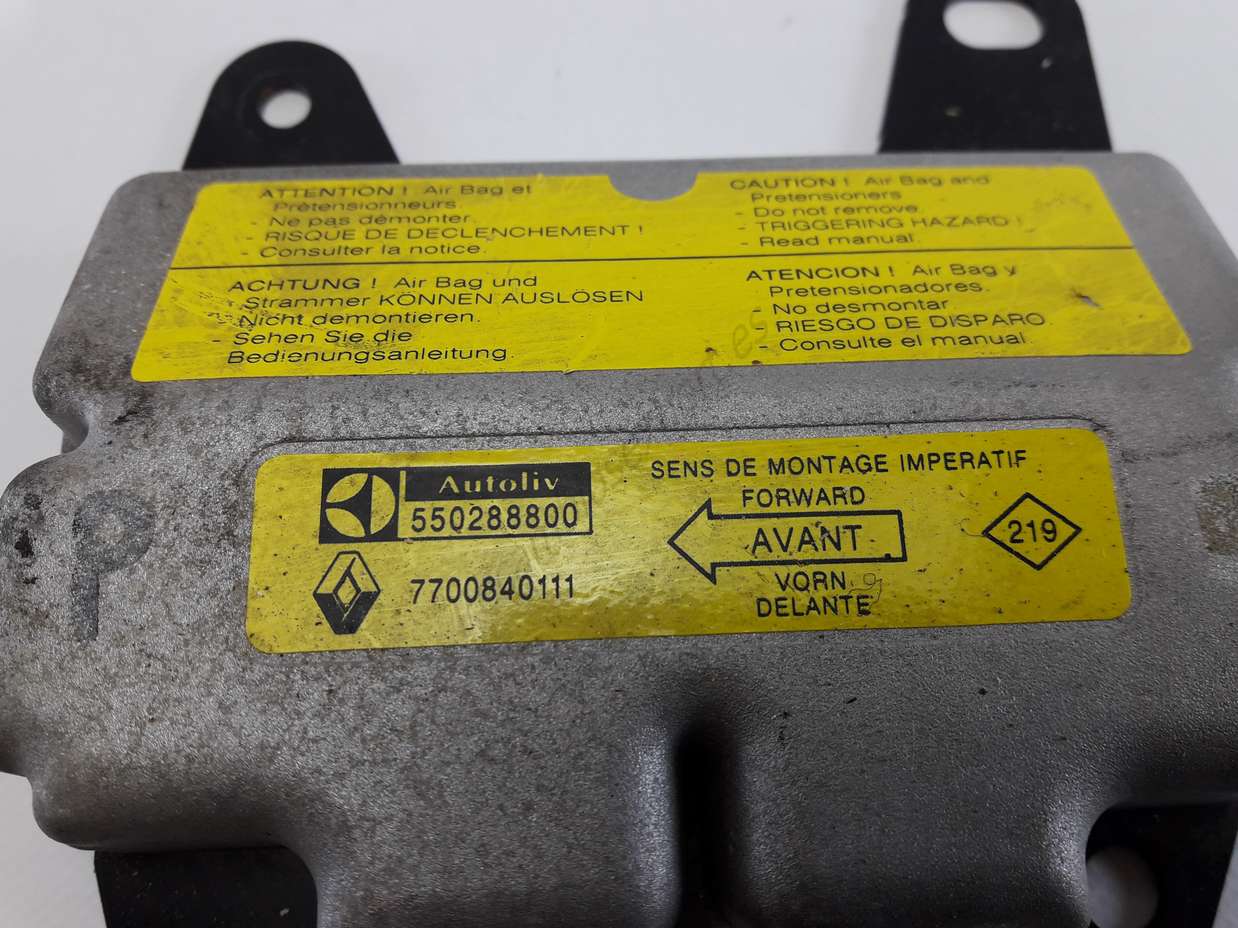 ATTENTION ! Air Bag et
Prètensionneurs.
- Ne pas démonter.
- RISQUE DE DECLENCHEMENT !
- Consulter la notice.
CAUTION ! Air Bag and
Pretensioners
- Do not remove.
- TRIGGERING HAZARD !
- Read manual.
ACHTUNG ! Air Bag und
- Strammer KÖNNEN AUSLÖSEN
- Nicht demontieren.
- Sehen Sie die
Bedienungsanleitung.
ATENCION ! Air Bag y
Pretensionadores.
- No desmontar.
- RIESGO DE DISPARO.
- Consulte el manual.
Autoliv
550288800
7700840111
SENS DE MONTAGE IMPERATIF
FORWARD
AVANT
VORN
DELANTE
219
P